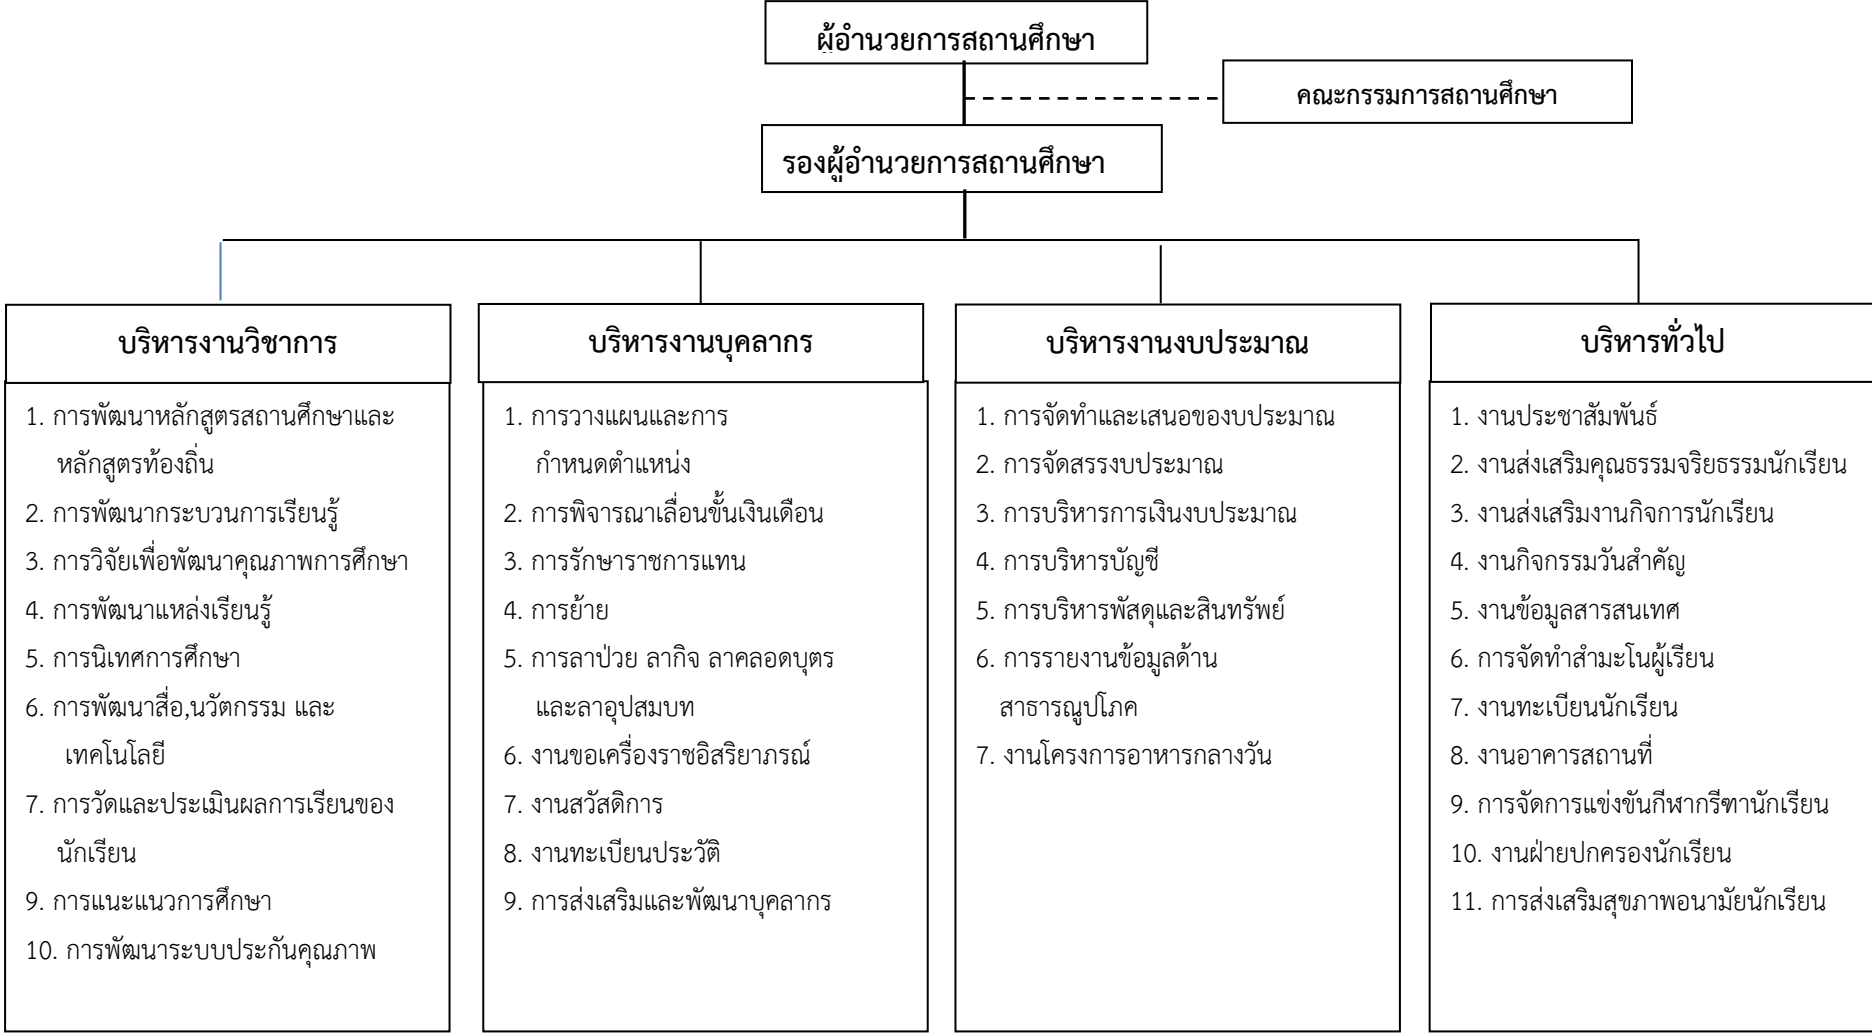 ผู้อำนวยการสถานศึกษา
คณะกรรมการสถานศึกษา
รองผู้อำนวยการสถานศึกษา
บริหารงานวิชาการ
1. การพัฒนาหลักสูตรสถานศึกษาและ
หลักสูตรท้องถิ่น
2. การพัฒนากระบวนการเรียนรู้
3. การวิจัยเพื่อพัฒนาคุณภาพการศึกษา
4. การพัฒนาแหล่งเรียนรู้
5. การนิเทศการศึกษา
6. การพัฒนาสื่อ,นวัตกรรม และ
เทคโนโลยี
7. การวัดและประเมินผลการเรียนของ
นักเรียน
9. การแนะแนวการศึกษา
10. การพัฒนาระบบประกันคุณภาพ
บริหารงานบุคลากร
1. การวางแผนและการ
กำหนดตำแหน่ง
2. การพิจารณาเลื่อนขั้นเงินเดือน
3. การรักษาราชการแทน
4. การย้าย
5. การลาป่วย ลากิจ ลาคลอดบุตร
และลาอุปสมบท
6. งานขอเครื่องราชอิสริยาภรณ์
7. งานสวัสดิการ
8. งานทะเบียนประวัติ
9. การส่งเสริมและพัฒนาบุคลากร
บริหารงานงบประมาณ
1. การจัดทำและเสนอของบประมาณ
2. การจัดสรรงบประมาณ
3. การบริหารการเงินงบประมาณ
4. การบริหารบัญชี
5. การบริหารพัสดุและสินทรัพย์
6. การรายงานข้อมูลด้าน
สาธารณูปโภค
7. งานโครงการอาหารกลางวัน
บริหารทั่วไป
1. งานประชาสัมพันธ์
2. งานส่งเสริมคุณธรรมจริยธรรมนักเรียน
3. งานส่งเสริมงานกิจการนักเรียน
4. งานกิจกรรมวันสำคัญ
5. งานข้อมูลสารสนเทศ
6. การจัดทำสำมะโนผู้เรียน
7. งานทะเบียนนักเรียน
8. งานอาคารสถานที่
9. การจัดการแข่งขันกีฬากรีฑานักเรียน
10. งานฝ่ายปกครองนักเรียน
11. การส่งเสริมสุขภาพอนามัยนักเรียน